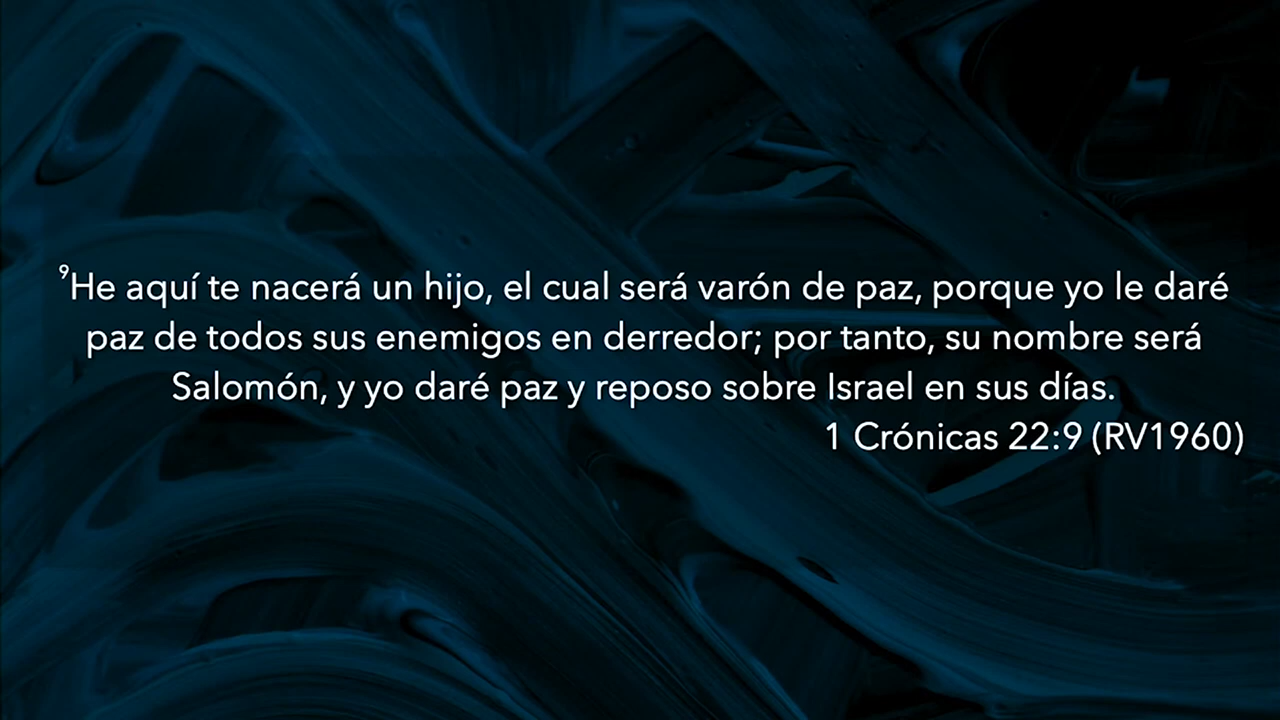 ⁹He aquí te nacerá un hijo, el cual será varón de paz, porque yo le daré
paz de todos sus enemigos en derredor; por tanto, su nombre será
Salomón, y yo daré paz y reposo sobre Israel en sus días.
1 Crónicas 22:9 (RV1960)